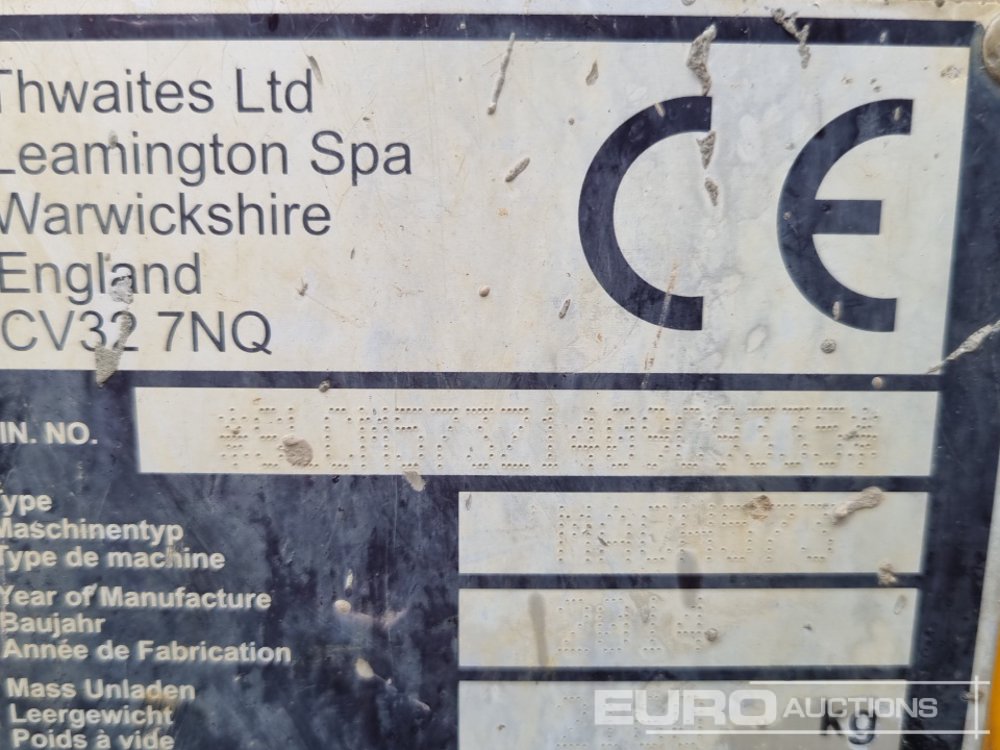 Thwaites Ltd
Leamington Spa
Warwickshire
England
CV32 7NQ
CE
IN. NO.
Type
Maschinentyp
Type de machine
Year of Manufacture
Baujahr
2014
Année de Fabrication
Mass Unladen
Leergewicht
Poids à vide
kg
EURO AUCTIONS